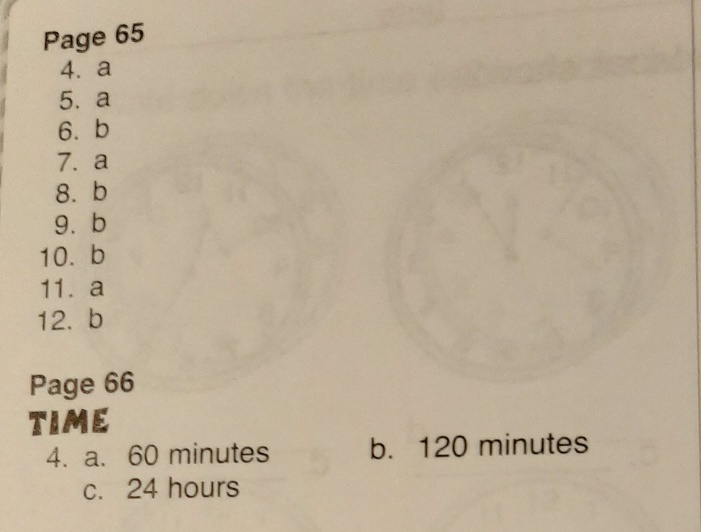 Page 65
4. a
5. a
6. b
7. a
8. b
9. b
10. b
11. a
12. b
Page 66
TIME
4. a. 60 minutes b. 120 minutes
c. 24 hours